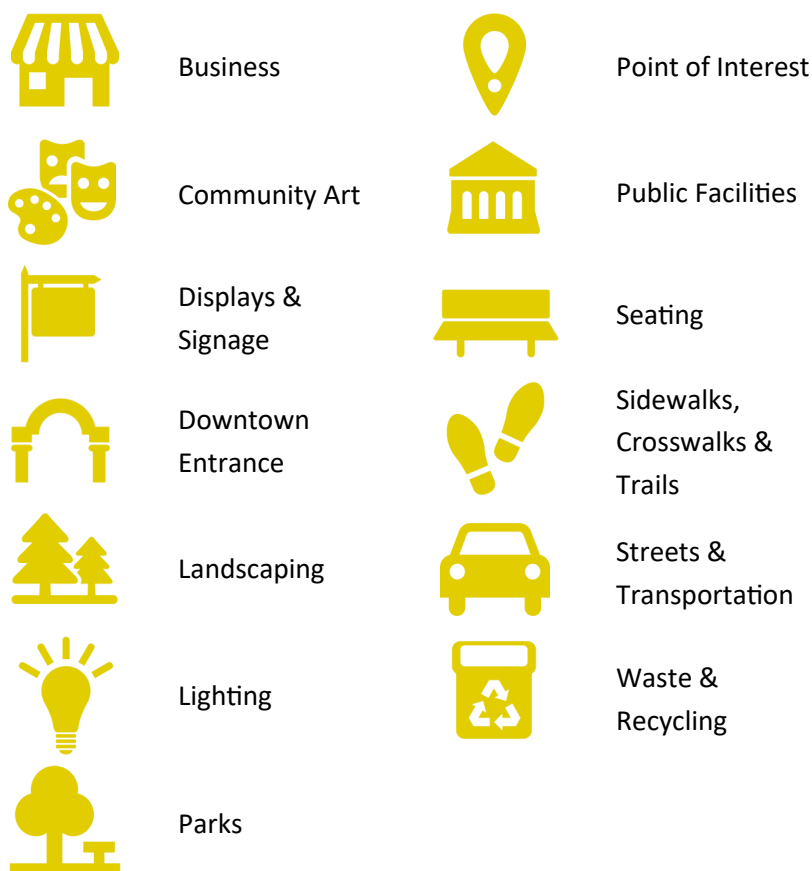 Business
Community Art
Displays &
Signage
Downtown
Entrance
Landscaping
Lighting
Parks
Point of Interest
Public Facilities
Seating
Sidewalks,
Crosswalks &
Trails
Streets &
Transportation
Waste &
Recycling